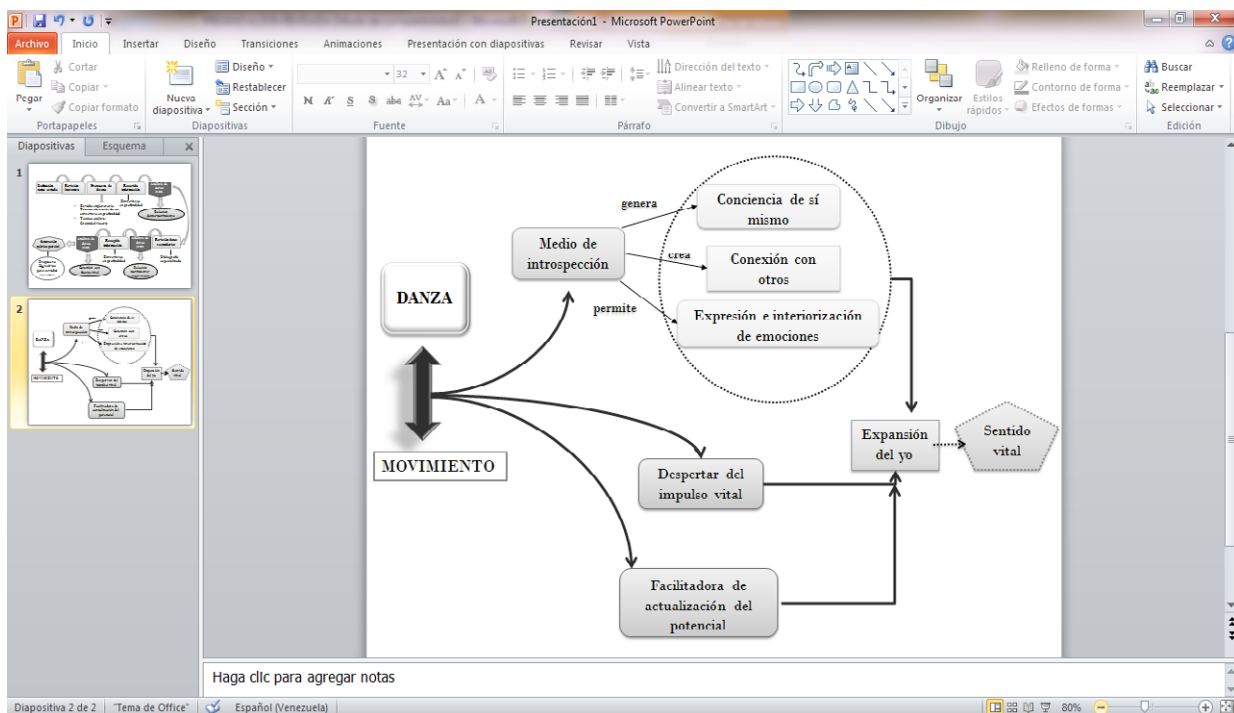 Presentación1 - Microsoft PowerPoint
Archivo Inicio Insertar Diseño Transiciones Animaciones Presentación con diapositivas Revisar Vista
Pegar
Cortar
Copiar
Copiar formato
Portapapeles
Nueva
diapositiva
Diseño
Restablecer
Sección
Diapositivas
32
N K S S abc AV Aa A
Fuente
Dirección del texto
Alinear texto
Convertir a SmartArt
Párrafo
Organizar
Estilos
rápidos
Relleno de forma
Contorno de forma
Efectos de formas
Dibujo
Buscar
Reemplazar
Seleccionar
Edición
Diapositivas Esquema
1
2
DANZA
MOVIMIENTO
Medio de
introspección
genera
crea
permite
Conciencia de sí
mismo
Conexión con
otros
Expresión e interiorización
de emociones
Despertar del
impulso vital
Facilitadora de
actualización del
potencial
Expansión
del yo
Sentido
vital
Haga clic para agregar notas
Diapositiva 2 de 2 "Tema de Office" Español (Venezuela) 80%